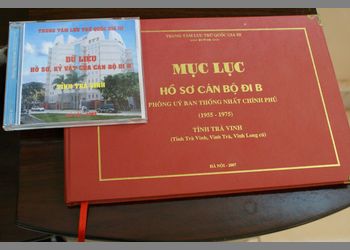 TRUNG TÂM LƯU TRỮ QUỐC GIA III
DỮ LIỆU
HỒ SƠ, KỶ VẬT CỦA CÁN BỘ ĐI B
TỈNH TRÀ VINH
TRUNG TÂM LƯU TRỮ QUỐC GIA III
MỤC LỤC
HỒ SƠ CÁN BỘ ĐI B
PHÔNG UỶ BAN THỐNG NHẤT CHÍNH PHỦ
(1955 - 1975)
TỈNH TRÀ VINH
(Tỉnh Trà Vinh, Vĩnh Trà, Vĩnh Long cũ)
HÀ NỘI - 2007